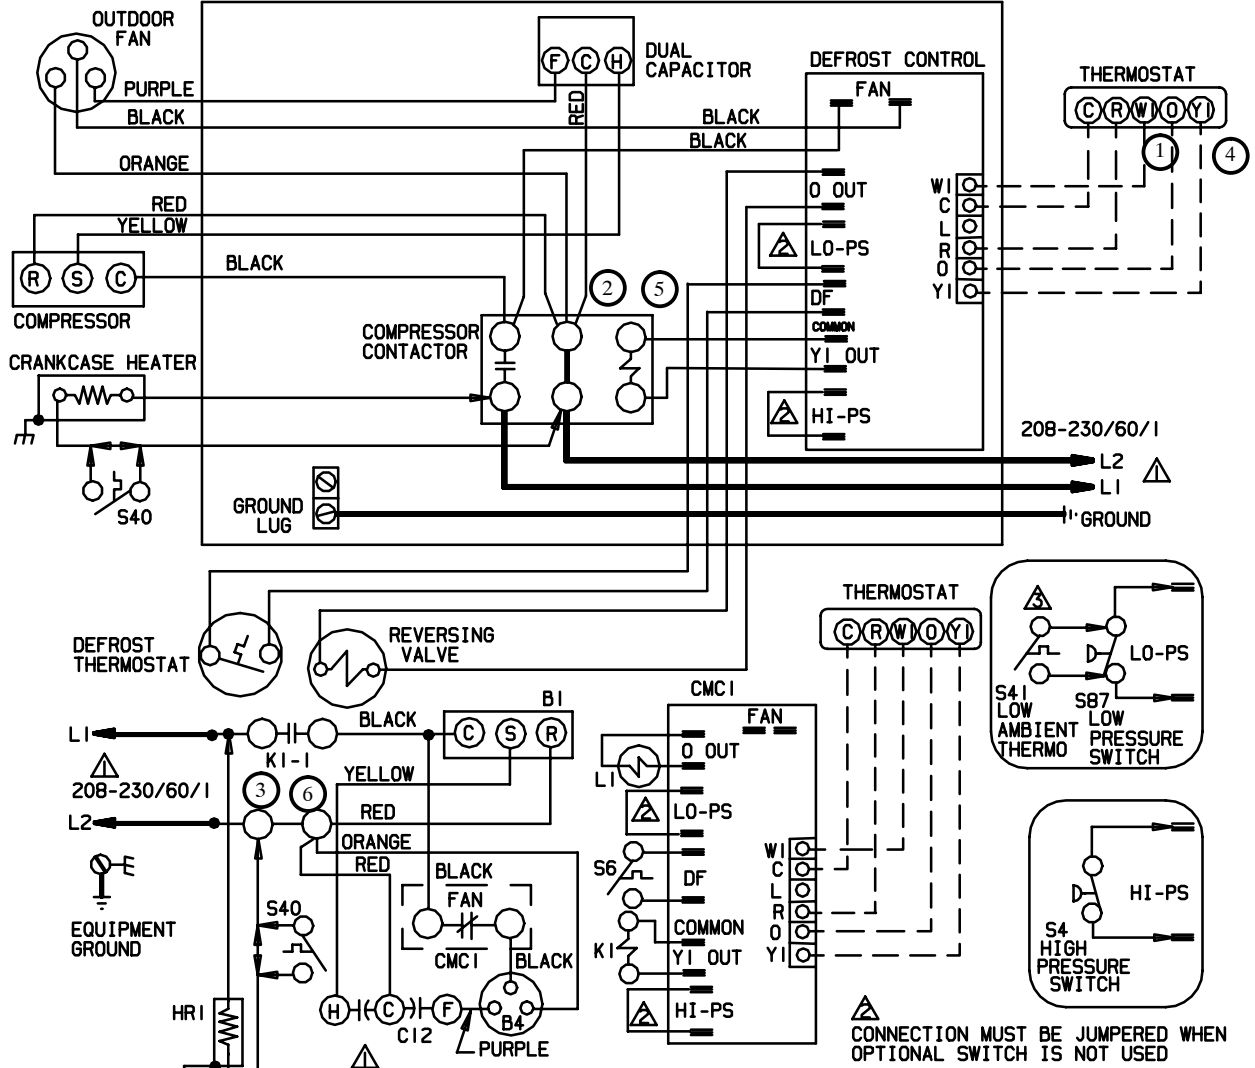 OUTDOOR
FAN
PURPLE
BLACK
ORANGE
RED
YELLOW
BLACK
R S C
COMPRESSOR
CRANKCASE HEATER
S40
F C H
DUAL
CAPACITOR
RED
BLACK
BLACK
DEFROST CONTROL
FAN
O OUT
2 LO-PS
DF
COMMON
Y1 OUT
2 HI-PS
W1
C
L
R
O
Y1
THERMOSTAT
C R W1 O Y1
1
4
2
5
COMPRESSOR
CONTACTOR
208-230/60/1
L2
L1
1
GROUND
GROUND
LUG
DEFROST
THERMOSTAT
REVERSING
VALVE
L1
K1-1
BLACK
B1
C S R
1
208-230/60/1
3
6
YELLOW
L2
RED
ORANGE
RED
BLACK
FAN
CMC1
BLACK
EQUIPMENT
GROUND
S40
HR1
H C F
C12
B4
PURPLE
1
CMC1
FAN
O OUT
L1
2 LO-PS
S6
DF
COMMON
K1
Y1 OUT
2 HI-PS
W1
C
L
R
O
Y1
THERMOSTAT
C R W1 O Y1
3
LO-PS
S41
LOW
AMBIENT
THERMO
S87
LOW
PRESSURE
SWITCH
HI-PS
S4
HIGH
PRESSURE
SWITCH
2
CONNECTION MUST BE JUMPERED WHEN
OPTIONAL SWITCH IS NOT USED